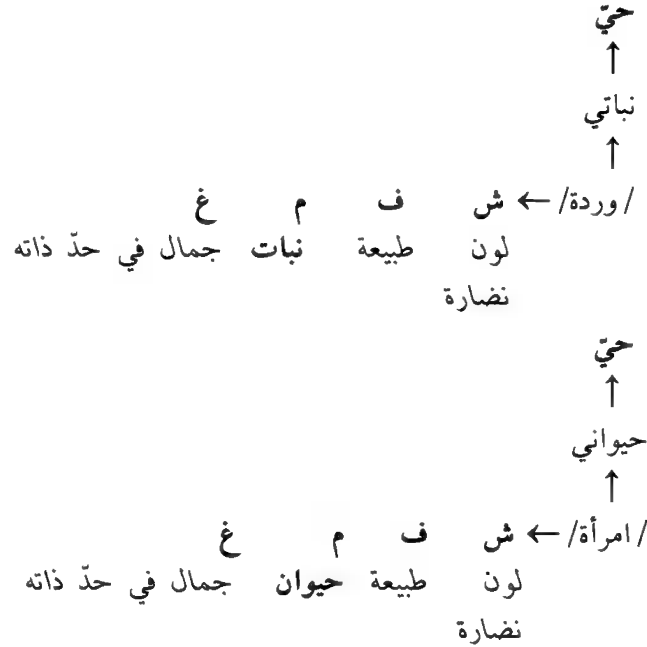 حيّ
↑
نباتي
↑
/وردة/ ← ش ف م غ
لون طبيعة نبات جمال في حدّ ذاته
نضارة
حيّ
↑
حيواني
↑
/امرأة/ ← ش ف م غ
لون طبيعة حيوان جمال في حدّ ذاته
نضارة